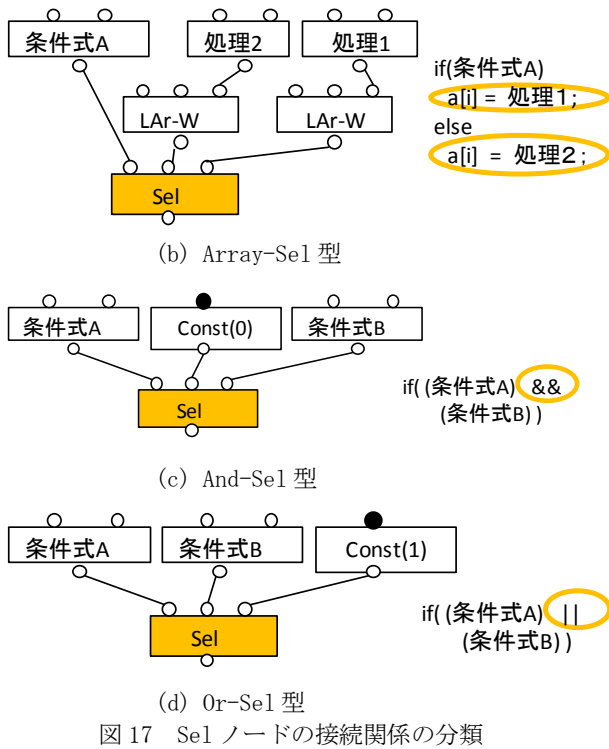 条件式A
処理2
処理1
LAr-W
LAr-W
Sel
if(条件式A)
a[i] = 処理1;
else
a[i] = 処理2;
(b) Array-Sel 型
条件式A
Const(0)
条件式B
Sel
if( (条件式A) &&
(条件式B) )
(c) And-Sel 型
条件式A
条件式B
Const(1)
Sel
if( (条件式A) ||
(条件式B) )
(d) Or-Sel 型
図 17 Sel ノードの接続関係の分類